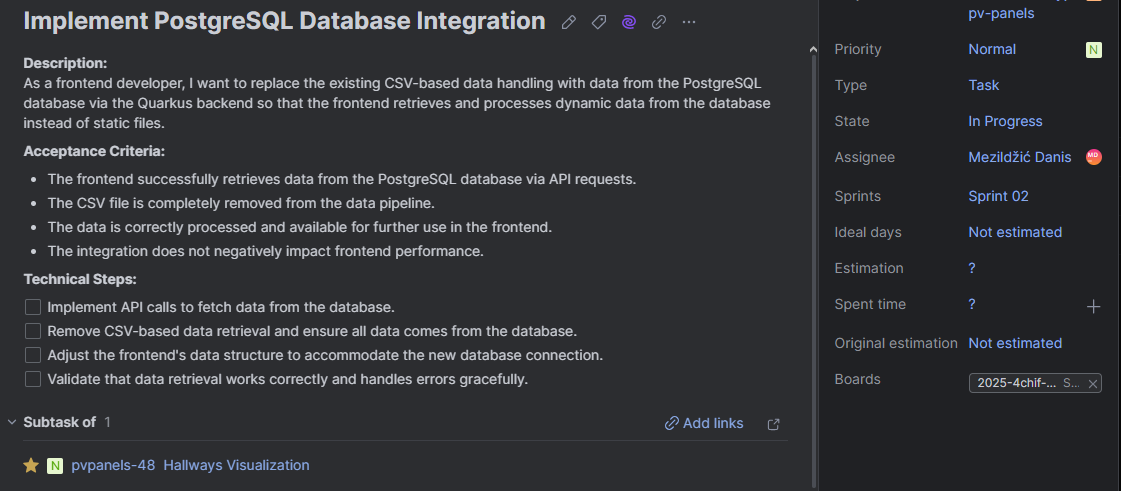 Implement PostgreSQL Database Integration
Description:
As a frontend developer, I want to replace the existing CSV-based data handling with data from the PostgreSQL
database via the Quarkus backend so that the frontend retrieves and processes dynamic data from the database
instead of static files.
Acceptance Criteria:
• The frontend successfully retrieves data from the PostgreSQL database via API requests.
• The CSV file is completely removed from the data pipeline.
• The data is correctly processed and available for further use in the frontend.
• The integration does not negatively impact frontend performance.
Technical Steps:
Implement API calls to fetch data from the database.
Remove CSV-based data retrieval and ensure all data comes from the database.
Adjust the frontend's data structure to accommodate the new database connection.
Validate that data retrieval works correctly and handles errors gracefully.
Subtask of 1
Add links
N pvpanels-48 Hallways Visualization
pv-panels
Priority Normal N
Type Task
State In Progress
Assignee Mezildžić Danis MD
Sprints Sprint 02
Ideal days Not estimated
Estimation ?
Spent time ?
Original estimation Not estimated
Boards 2025-4chif-... S...